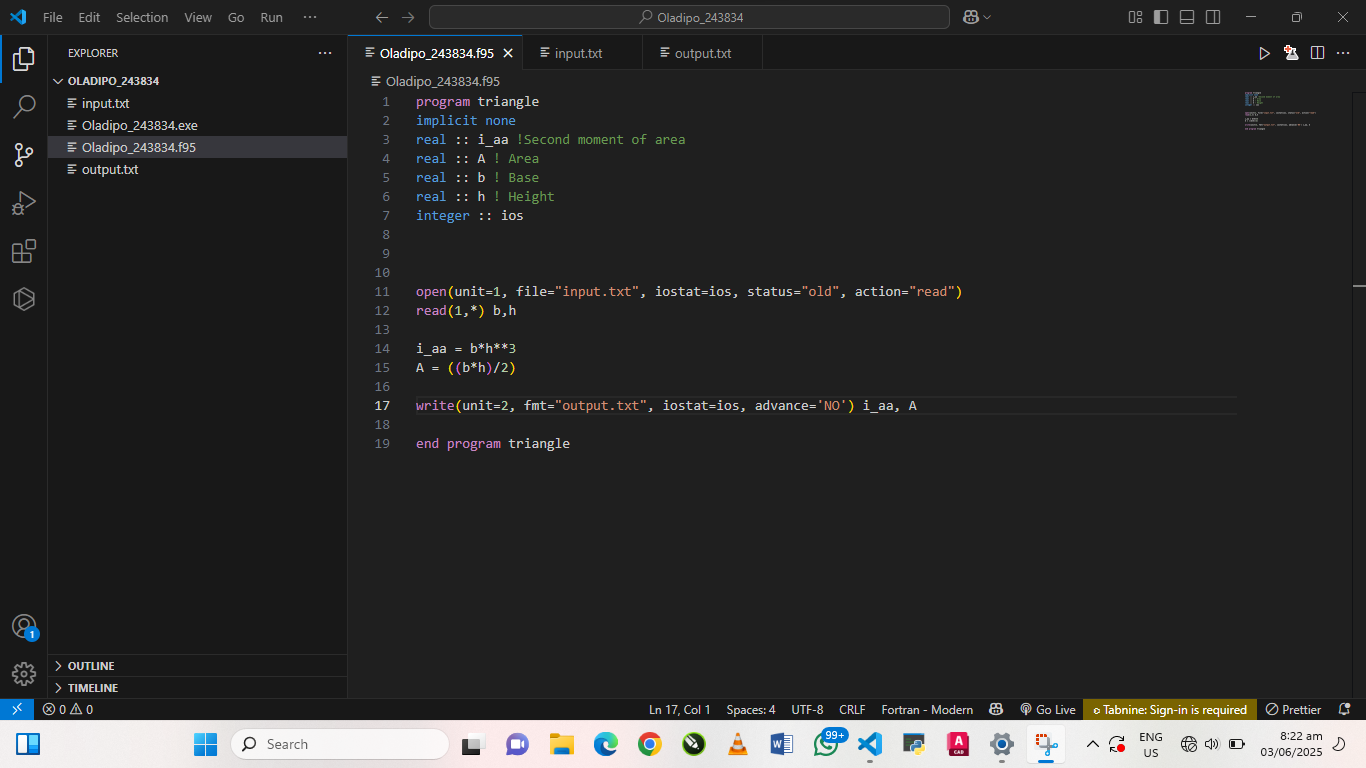 File Edit Selection View Go Run ···
Oladipo_243834
EXPLORER
OLADIPO_243834
input.txt
Oladipo_243834.exe
Oladipo_243834.f95
output.txt
OUTLINE
TIMELINE
Oladipo_243834.f95
input.txt
output.txt
Oladipo_243834.f95
1 program triangle
2 implicit none
3 real :: i_aa !Second moment of area
4 real :: A ! Area
5 real :: b ! Base
6 real :: h ! Height
7 integer :: ios
8
9
10
11 open(unit=1, file="input.txt", iostat=ios, status="old", action="read")
12 read(1,*) b,h
13
14 i_aa = b*h**3
15 A = ((b*h)/2)
16
17 write(unit=2, fmt="output.txt", iostat=ios, advance='NO') i_aa, A
18
19 end program triangle
1
0 0
Ln 17, Col 1 Spaces: 4 UTF-8 CRLF Fortran - Modern Go Live Tabnine: Sign-in is required Prettier
Search
99+
A CAD
ENG US
8:22 am
03/06/2025